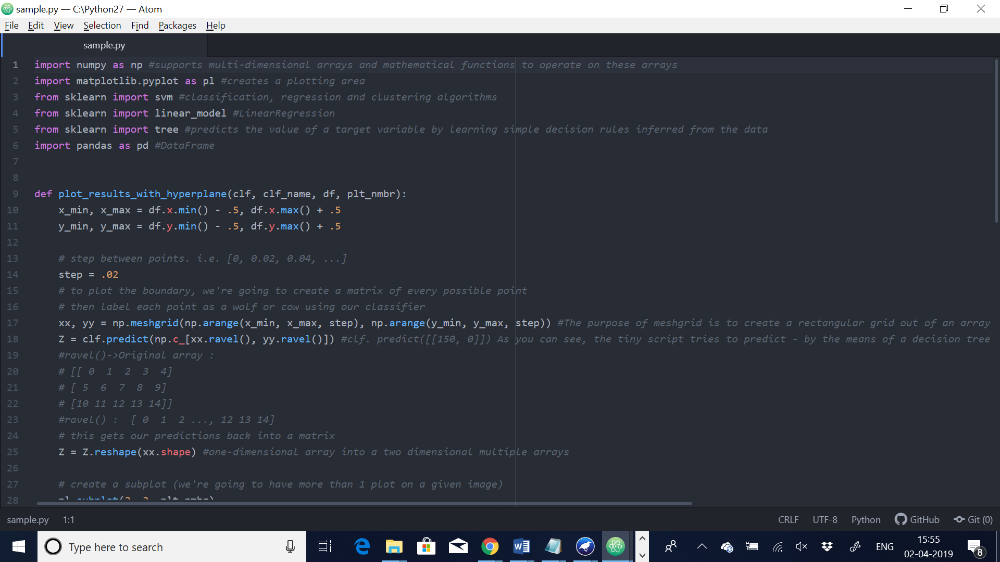 sample.py — C:\Python27 — Atom
File Edit View Selection Find Packages Help
sample.py
1 import numpy as np #supports multi-dimensional arrays and mathematical functions to operate on these arrays
2 import matplotlib.pyplot as pl #creates a plotting area
3 from sklearn import svm #classification, regression and clustering algorithms
4 from sklearn import linear_model #LinearRegression
5 from sklearn import tree #predicts the value of a target variable by learning simple decision rules inferred from the data
6 import pandas as pd #DataFrame
7
8
9 def plot_results_with_hyperplane(clf, clf_name, df, plt_nmbr):
10     x_min, x_max = df.x.min() - .5, df.x.max() + .5
11     y_min, y_max = df.y.min() - .5, df.y.max() + .5
12
13     # step between points. i.e. [0, 0.02, 0.04, ...]
14     step = .02
15     # to plot the boundary, we're going to create a matrix of every possible point
16     # then label each point as a wolf or cow using our classifier
17     xx, yy = np.meshgrid(np.arange(x_min, x_max, step), np.arange(y_min, y_max, step)) #The purpose of meshgrid is to create a rectangular grid out of an array
18     Z = clf.predict(np.c_[xx.ravel(), yy.ravel()]) #clf. predict([[150, 0]]) As you can see, the tiny script tries to predict - by the means of a decision tree
19     #ravel()->Original array :
20     # [[ 0  1  2  3  4]
21     # [ 5  6  7  8  9]
22     # [10 11 12 13 14]]
23     #ravel() :  [ 0  1  2 ..., 12 13 14]
24     # this gets our predictions back into a matrix
25     Z = Z.reshape(xx.shape) #one-dimensional array into a two dimensional multiple arrays
26
27     # create a subplot (we're going to have more than 1 plot on a given image)
28     pl.subplot(2, 2, plt_nmbr)
sample.py 1:1 CRLF UTF-8 Python GitHub Git (0)
Type here to search
W
ENG
15:55
02-04-2019
8